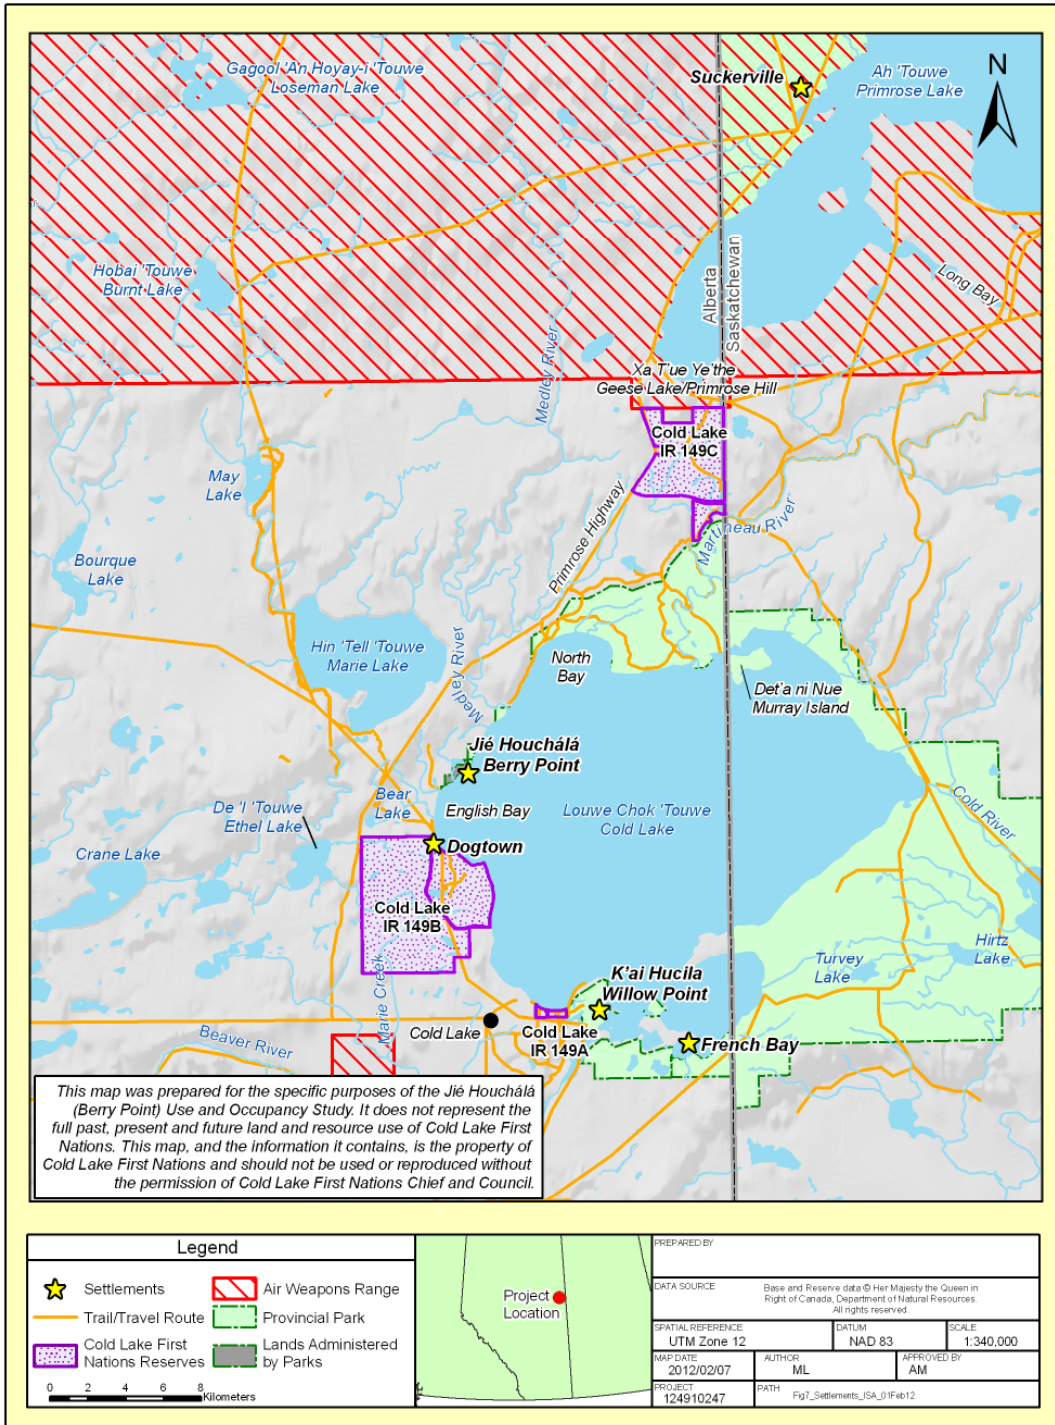 Gagool 'An Hoyay-i 'Touwe
Loseman Lake
Suckerville
Ah 'Touwe
Primrose Lake
N
Hobai 'Touwe
Burnt Lake
Medley River
Alberta
Saskatchewan
Long Bay
Xa T'ue Ye'the
Geese Lake/Primrose Hill
Cold Lake
IR 149C
May
Lake
Primrose Highway
Martineau River
Bourque
Lake
Hin 'Tell 'Touwe
Marie Lake
Medley River
North
Bay
Det'a ni Nue
Murray Island
Jié Houchálá
Berry Point
De 'I 'Touwe
Ethel Lake
Bear
Lake
English Bay
Louwe Chok 'Touwe
Cold Lake
Cold River
Crane Lake
Dogtown
Cold Lake
IR 149B
Marie Creek
K'ai Hucila
Willow Point
Turvey
Lake
Hirtz
Lake
Beaver River
Cold Lake
Cold Lake
IR 149A
French Bay
This map was prepared for the specific purposes of the Jié Houchálá
(Berry Point) Use and Occupancy Study. It does not represent the
full past, present and future land and resource use of Cold Lake First
Nations. This map, and the information it contains, is the property of
Cold Lake First Nations and should not be used or reproduced without
the permission of Cold Lake First Nations Chief and Council.
Legend
Settlements
Trail/Travel Route
Cold Lake First
Nations Reserves
Air Weapons Range
Provincial Park
Lands Administered
by Parks
0 2 4 6 8
Kilometers
Project
Location
PREPARED BY
DATA SOURCE
Base and Reserve data © Her Majesty the Queen in
Right of Canada, Department of Natural Resources.
All rights reserved.
SPATIAL REFERENCE
UTM Zone 12
DATUM
NAD 83
SCALE
1:340,000
MAP DATE
2012/02/07
AUTHOR
ML
APPROVED BY
AM
PROJECT
124910247
PATH
Fig7_Settlements_ISA_01Feb12